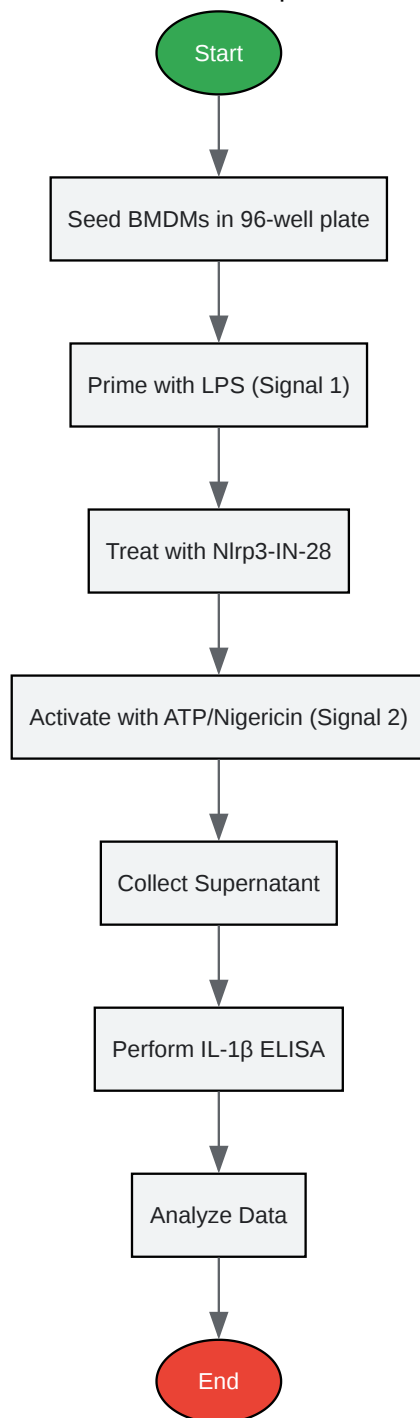 Start
Seed BMDMs in 96-well plate
Prime with LPS (Signal 1)
Treat with Nlrp3-IN-28
Activate with ATP/Nigericin (Signal 2)
Collect Supernatant
Perform IL-1β ELISA
Analyze Data
End